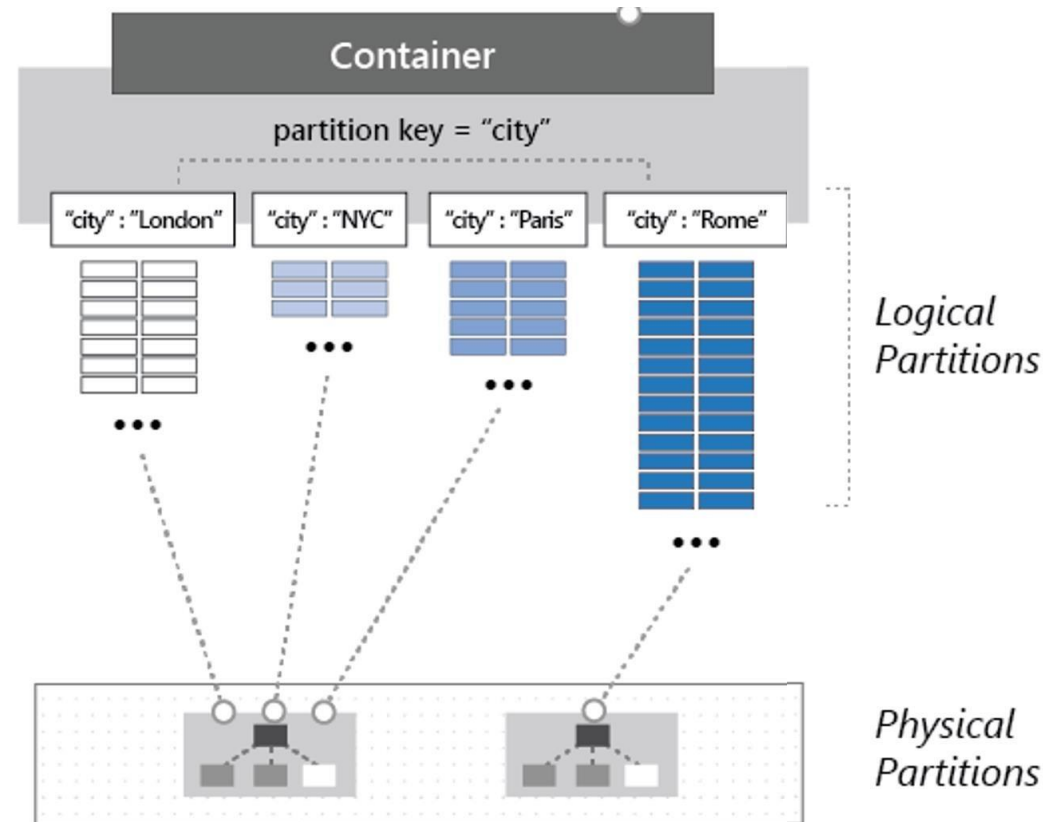 Container
partition key = “city”
“city” : “London”
“city” : “NYC”
“city” : “Paris”
“city” : “Rome”
Logical
Partitions
Physical
Partitions